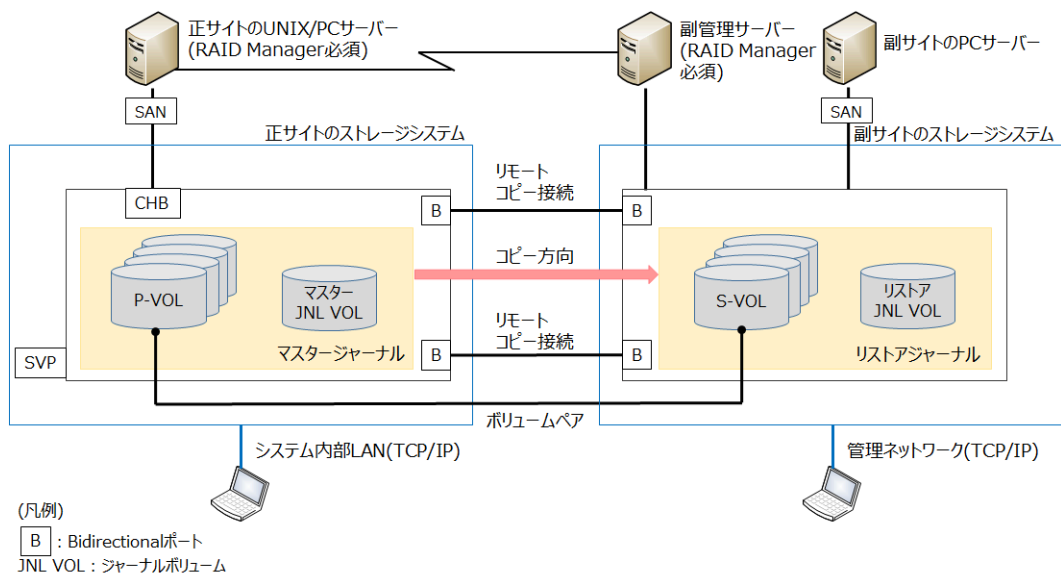 正サイトのUNIX/PCサーバー
(RAID Manager必須)
副管理サーバー
(RAID Manager
必須)
副サイトのPCサーバー
SAN
SAN
正サイトのストレージシステム
副サイトのストレージシステム
CHB
リモート
コピー接続
B
B
コピー方向
P-VOL
マスター
JNL VOL
S-VOL
リストア
JNL VOL
リモート
コピー接続
マスタージャーナル
B
B
リストアジャーナル
SVP
ボリュームペア
システム内部LAN(TCP/IP)
管理ネットワーク(TCP/IP)
(凡例)
B : Bidirectionalポート
JNL VOL : ジャーナルボリューム